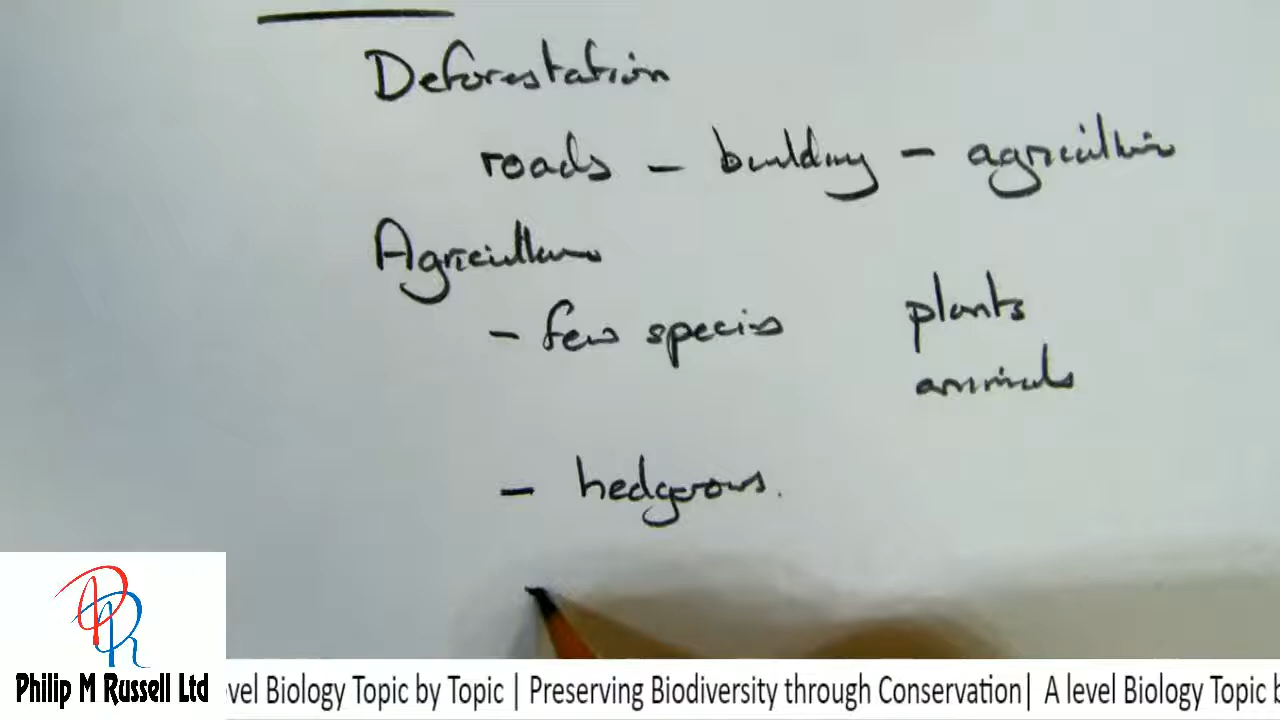 Deforestation
roads - building - agriculture
Agriculture
- few species
plants
animals
- hedgerows.
Philip M Russell Ltd
vel Biology Topic by Topic | Preserving Biodiversity through Conservation| A level Biology Topic b